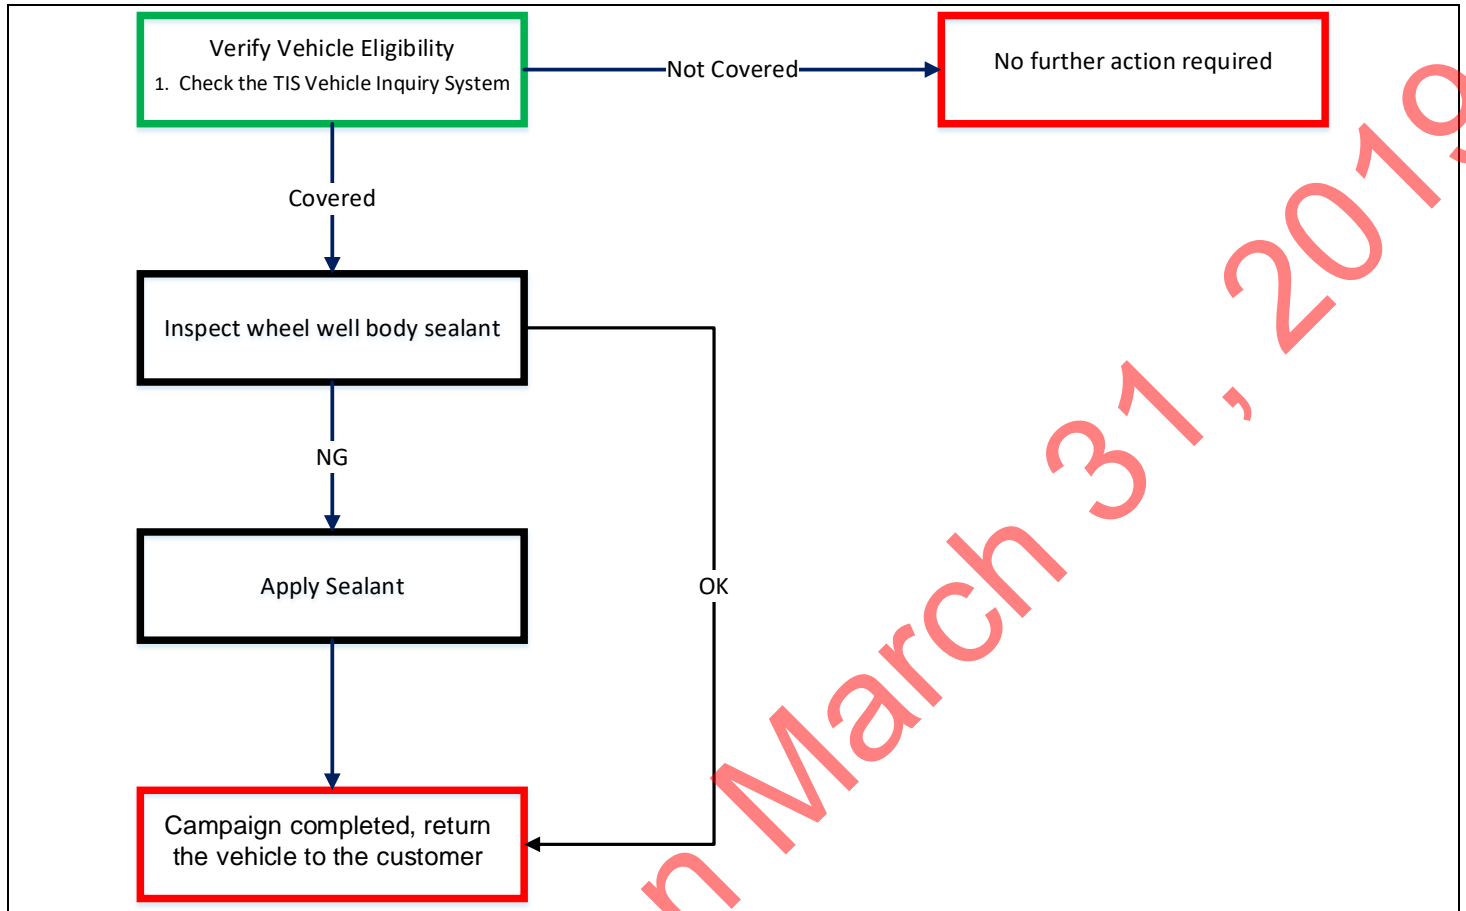 Verify Vehicle Eligibility
1. Check the TIS Vehicle Inquiry System
Not Covered
No further action required
Covered
Inspect wheel well body sealant
NG
Apply Sealant
OK
Campaign completed, return
the vehicle to the customer
n March 31, 2019